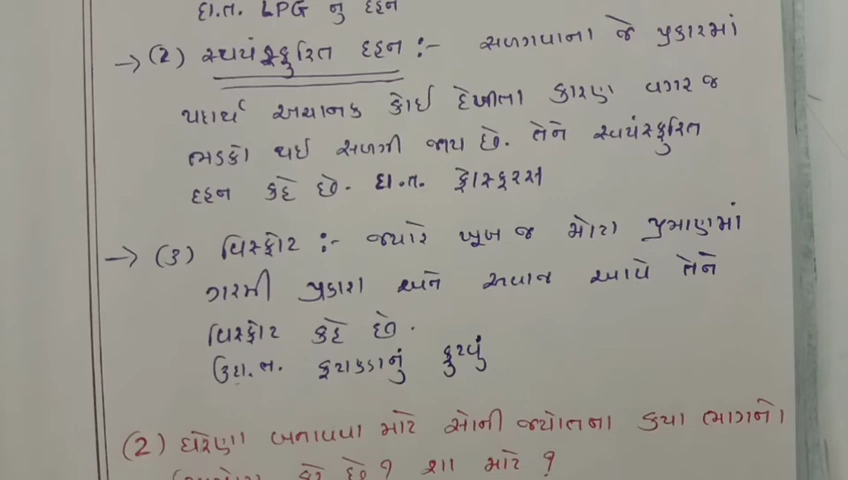 દા.ત. LPG નુ દહન
→ (2) સ્વયંસ્ફુરિત દહન :- સળગવાના જે પ્રકારમાં
પદાર્થ અચાનક કોઈ દેખીતા કારણ વગર જ
ભડકો થઈ સળગી જાય છે. તેને સ્વયંસ્ફુરિત
દહન કહે છે. દા.ત. ફોસ્ફરસ
→ (૩) વિસ્ફોટ :- જ્યારે ખૂબ જ મોટા પ્રમાણમાં
ગરમી પ્રકાશ અને અવાજ આપે તેને
વિસ્ફોટ કહે છે.
ઉદા.ત. ફટાકડાનું ફુટવું
(2) ઘરેણા બનાવવા માટે સોની જ્યોતના કયા ભાગનો
કરે છે? શા માટે ?